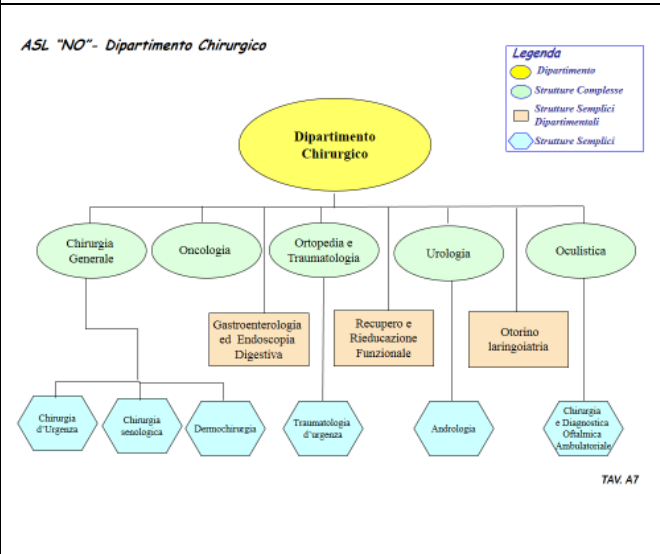 ASL "NO"- Dipartimento Chirurgico
Legenda
Dipartimento
Strutture Complesse
Strutture Semplici
Dipartimentali
Strutture Semplici
Dipartimento
Chirurgico
Chirurgia
Generale
Oncologia
Ortopedia e
Traumatologia
Urologia
Oculistica
Gastroenterologia
ed Endoscopia
Digestiva
Recupero e
Rieducazione
Funzionale
Otorino
laringoiatria
Chirurgia
d'Urgenza
Chirurgia
senologica
Dermochirurgia
Traumatologia
d'urgenza
Andrologia
Chirurgia
e Diagnostica
Oftalmica
Ambulatoriale
TAV. A7